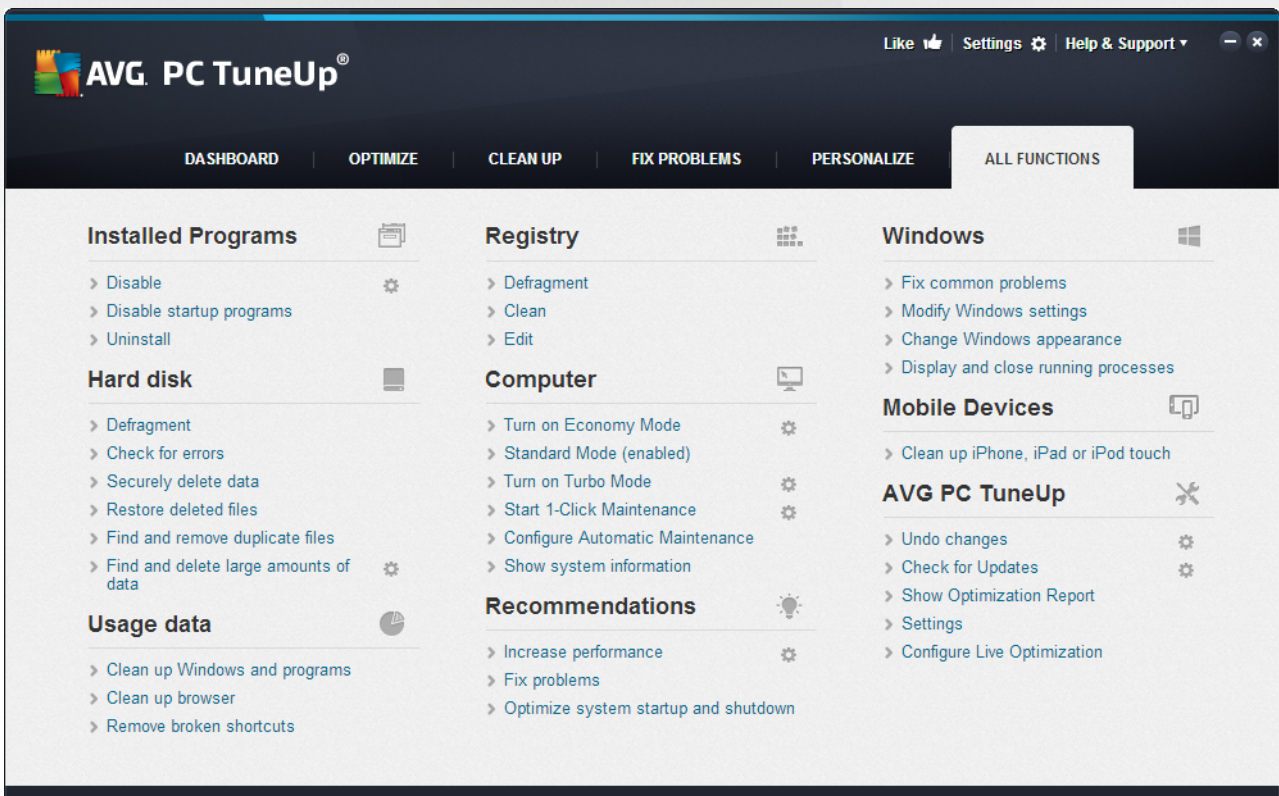 Like Settings Help & Support
AVG. PC TuneUp®
DASHBOARD OPTIMIZE CLEAN UP FIX PROBLEMS PERSONALIZE ALL FUNCTIONS
Installed Programs
Disable
Disable startup programs
Uninstall
Hard disk
Defragment
Check for errors
Securely delete data
Restore deleted files
Find and remove duplicate files
Find and delete large amounts of
data
Usage data
Clean up Windows and programs
Clean up browser
Remove broken shortcuts
Registry
Defragment
Clean
Edit
Computer
Turn on Economy Mode
Standard Mode (enabled)
Turn on Turbo Mode
Start 1-Click Maintenance
Configure Automatic Maintenance
Show system information
Recommendations
Increase performance
Fix problems
Optimize system startup and shutdown
Windows
Fix common problems
Modify Windows settings
Change Windows appearance
Display and close running processes
Mobile Devices
Clean up iPhone, iPad or iPod touch
AVG PC TuneUp
Undo changes
Check for Updates
Show Optimization Report
Settings
Configure Live Optimization